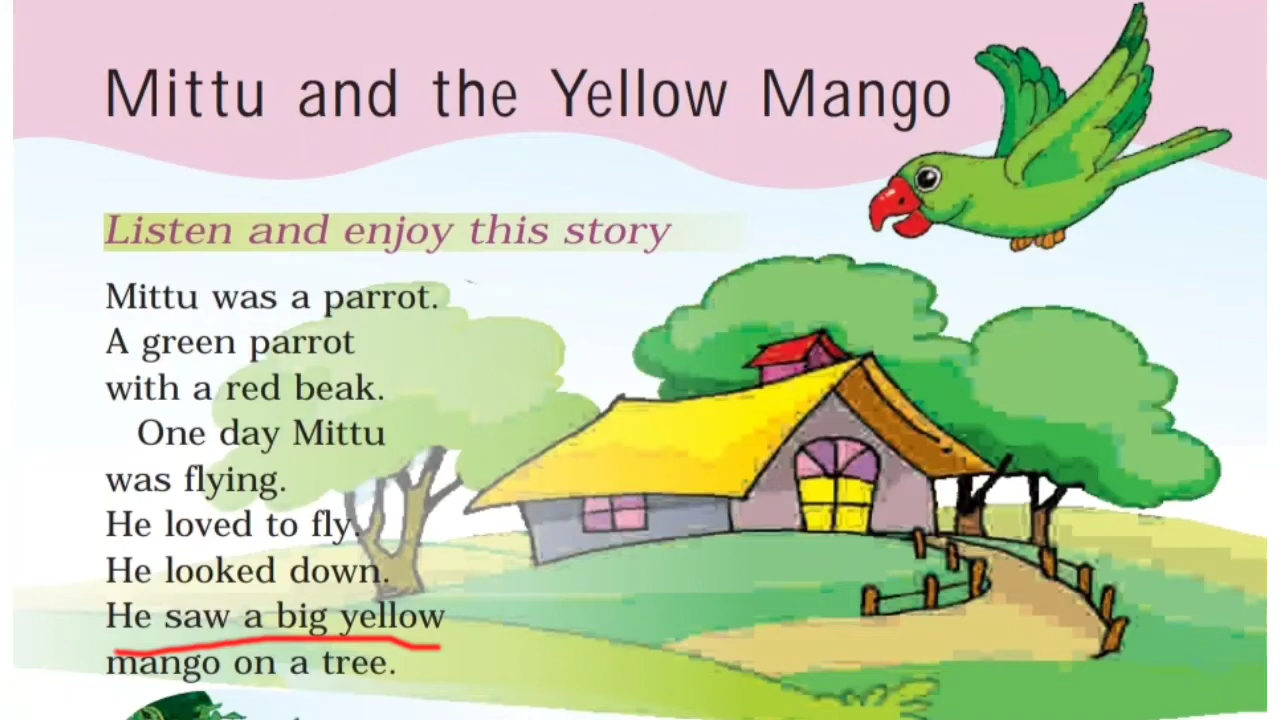 Mittu and the Yellow Mango
Listen and enjoy this story
Mittu was a parrot.
A green parrot
with a red beak.
One day Mittu
was flying.
He loved to fly.
He looked down.
He saw a big yellow
mango on a tree.